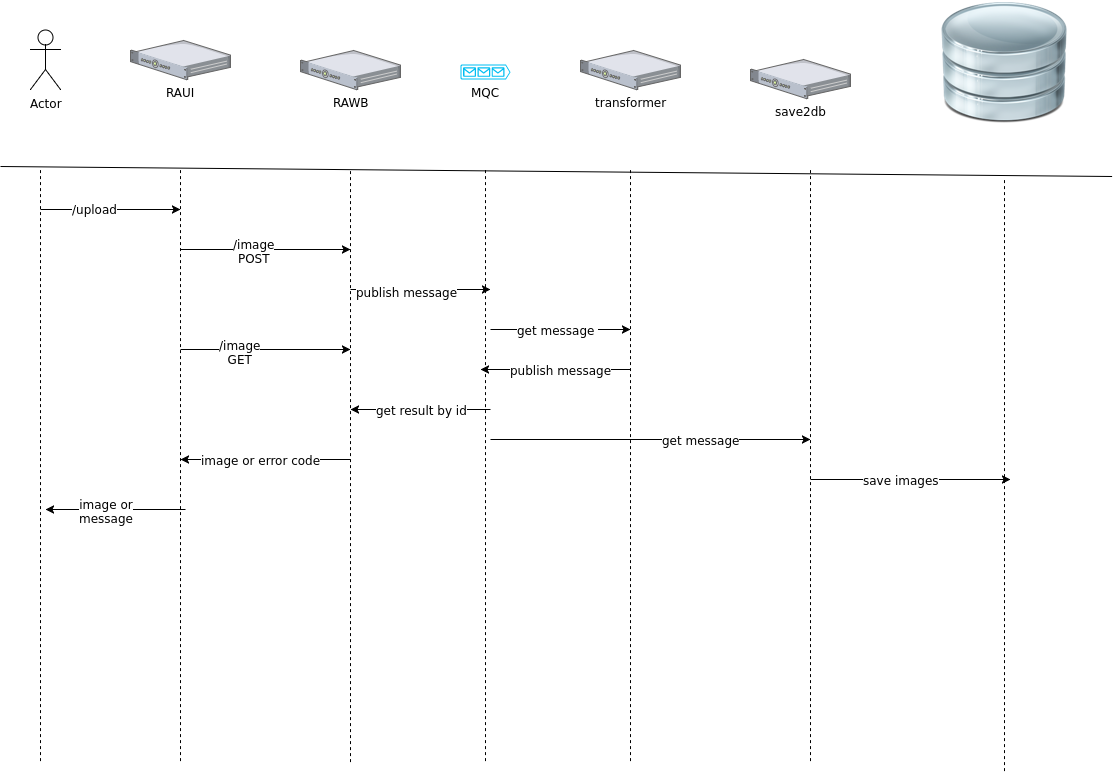 Actor
RAUI
RAWB
MQC
transformer
save2db
/upload
/image
POST
publish message
get message
/image
GET
publish message
get result by id
get message
image or error code
save images
image or
message